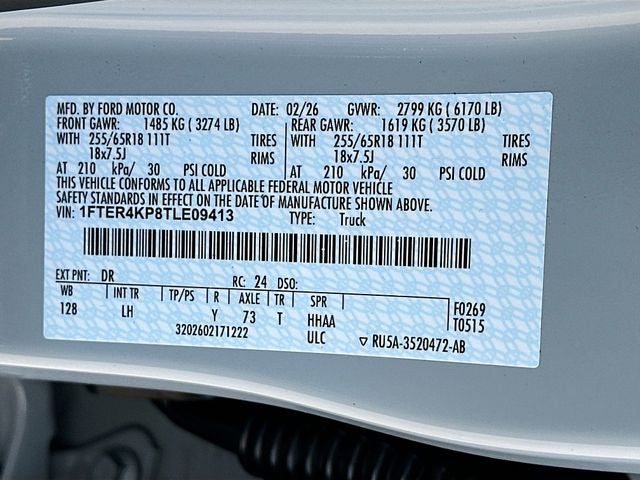 MFD. BY FORD MOTOR CO. DATE: 02/26 GVWR: 2799 KG ( 6170 LB)
FRONT GAWR: 1485 KG ( 3274 LB) REAR GAWR: 1619 KG ( 3570 LB)
WITH 255/65R18 111T TIRES WITH 255/65R18 111T TIRES
18x7.5J RIMS 18x7.5J RIMS
AT 210 kPa/ 30 PSI COLD AT 210 kPa/ 30 PSI COLD
THIS VEHICLE CONFORMS TO ALL APPLICABLE FEDERAL MOTOR VEHICLE
SAFETY STANDARDS IN EFFECT ON THE DATE OF MANUFACTURE SHOWN ABOVE.
VIN: 1FTER4KP8TLE09413 TYPE: Truck
EXT PNT: DR RC: 24 DSO:
WB INT TR TP/PS R AXLE TR SPR F0269
128 LH Y 73 T HHAA T0515
3202602171222 ULC ▽ RU5A-3520472-AB